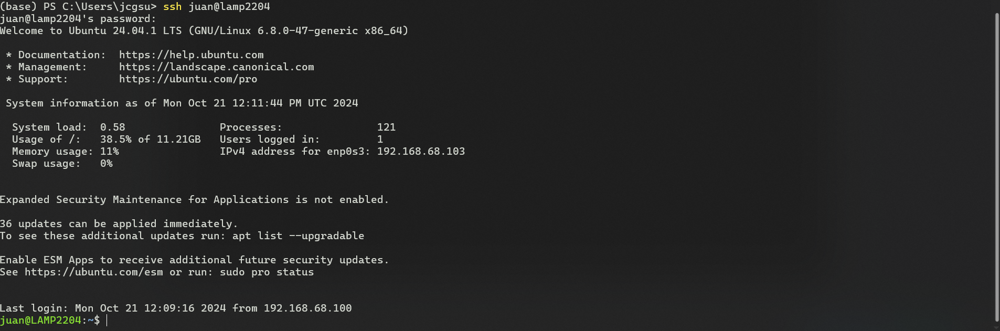 (base) PS C:\Users\jcgsu> ssh juan@lamp2204
juan@lamp2204's password:
Welcome to Ubuntu 24.04.1 LTS (GNU/Linux 6.8.0-47-generic x86_64)
* Documentation:  https://help.ubuntu.com
* Management:     https://landscape.canonical.com
* Support:        https://ubuntu.com/pro
System information as of Mon Oct 21 12:11:44 PM UTC 2024
System load:  0.58               Processes:               121
Usage of /:   38.5% of 11.21GB   Users logged in:         1
Memory usage: 11%                IPv4 address for enp0s3: 192.168.68.103
Swap usage:   0%
Expanded Security Maintenance for Applications is not enabled.
36 updates can be applied immediately.
To see these additional updates run: apt list --upgradable
Enable ESM Apps to receive additional future security updates.
See https://ubuntu.com/esm or run: sudo pro status
Last login: Mon Oct 21 12:09:16 2024 from 192.168.68.100
juan@LAMP2204:~$